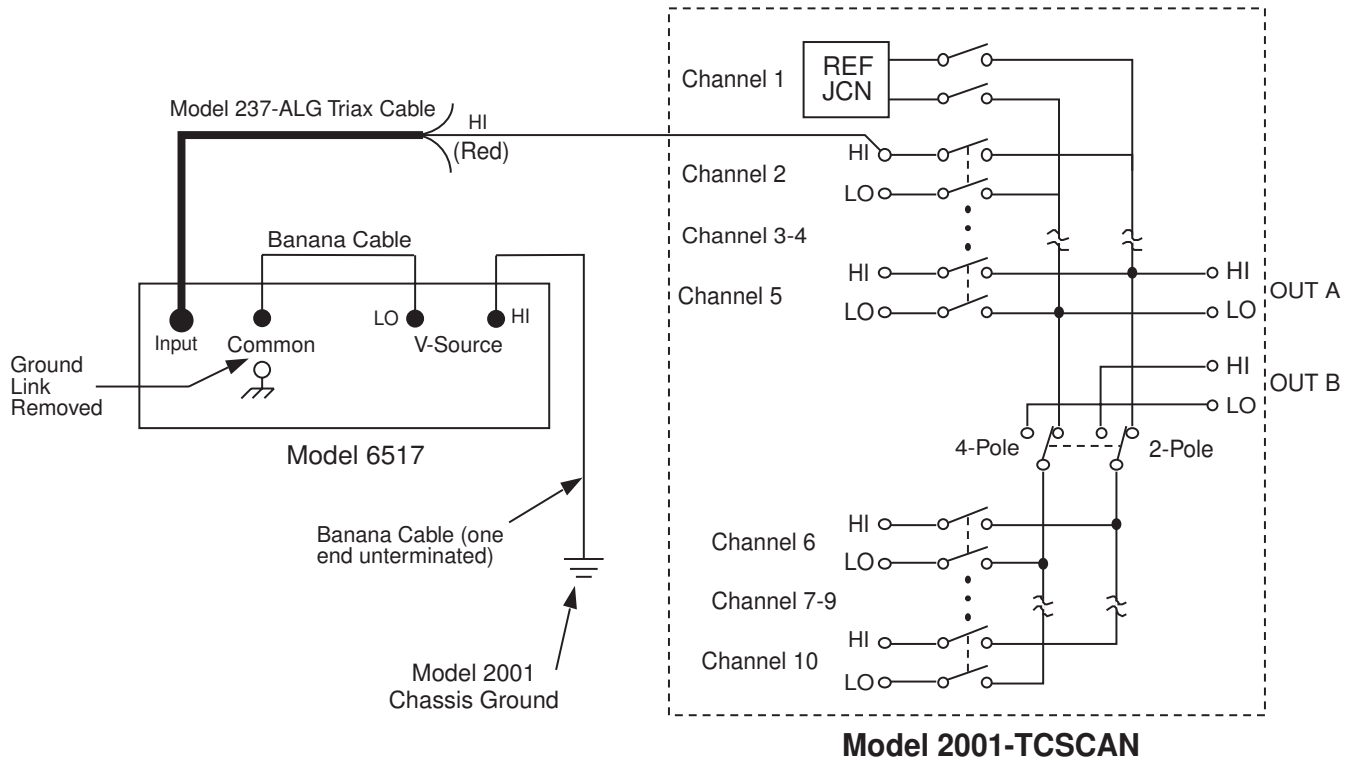 Model 237-ALG Triax Cable
HI
(Red)
Banana Cable
LO
HI
Input
Common
V-Source
Ground
Link
Removed
Model 6517
Banana Cable (one
end unterminated)
Model 2001
Chassis Ground
Channel 1
REF
JCN
HI
Channel 2
LO
Channel 3-4
HI
Channel 5
LO
HI
OUT A
LO
HI
OUT B
LO
4-Pole
2-Pole
HI
Channel 6
LO
Channel 7-9
HI
Channel 10
LO
Model 2001-TCSCAN